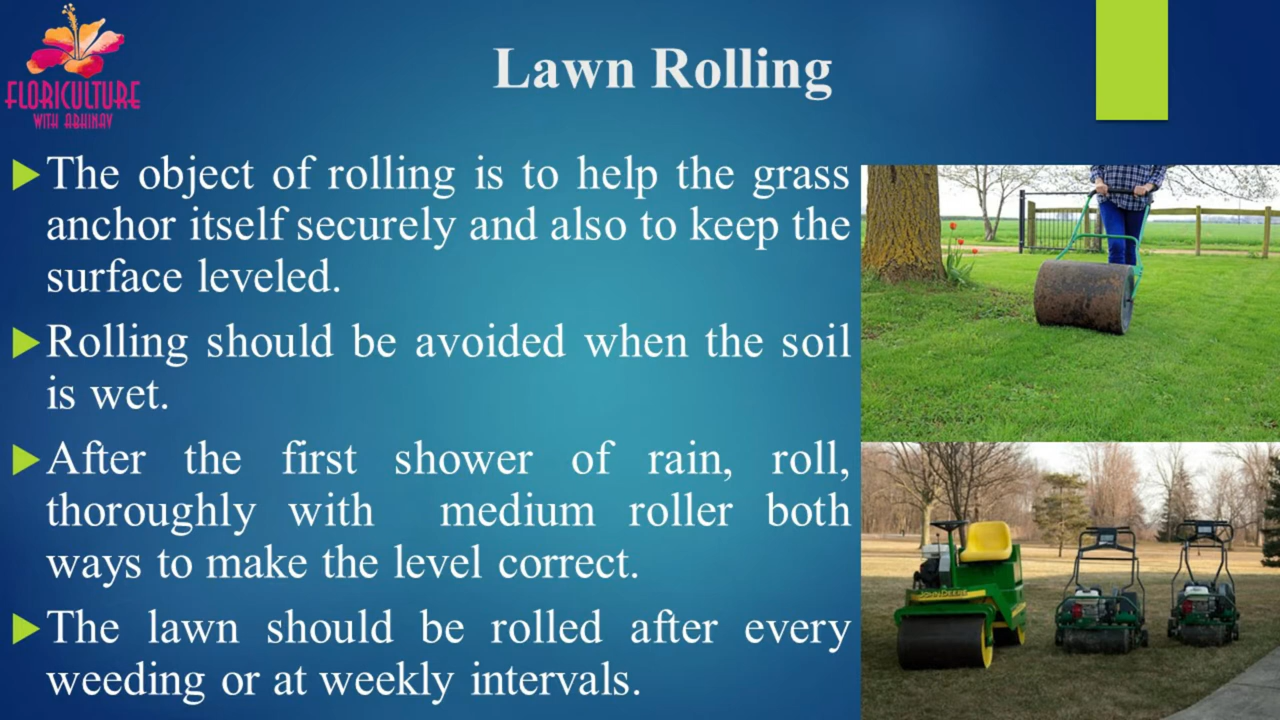 FLORICULTURE
WITH ABHINAV
Lawn Rolling
The object of rolling is to help the grass
anchor itself securely and also to keep the
surface leveled.
Rolling should be avoided when the soil
is wet.
After the first shower of rain, roll,
thoroughly with medium roller both
ways to make the level correct.
The lawn should be rolled after every
weeding or at weekly intervals.
JOHN DEERE